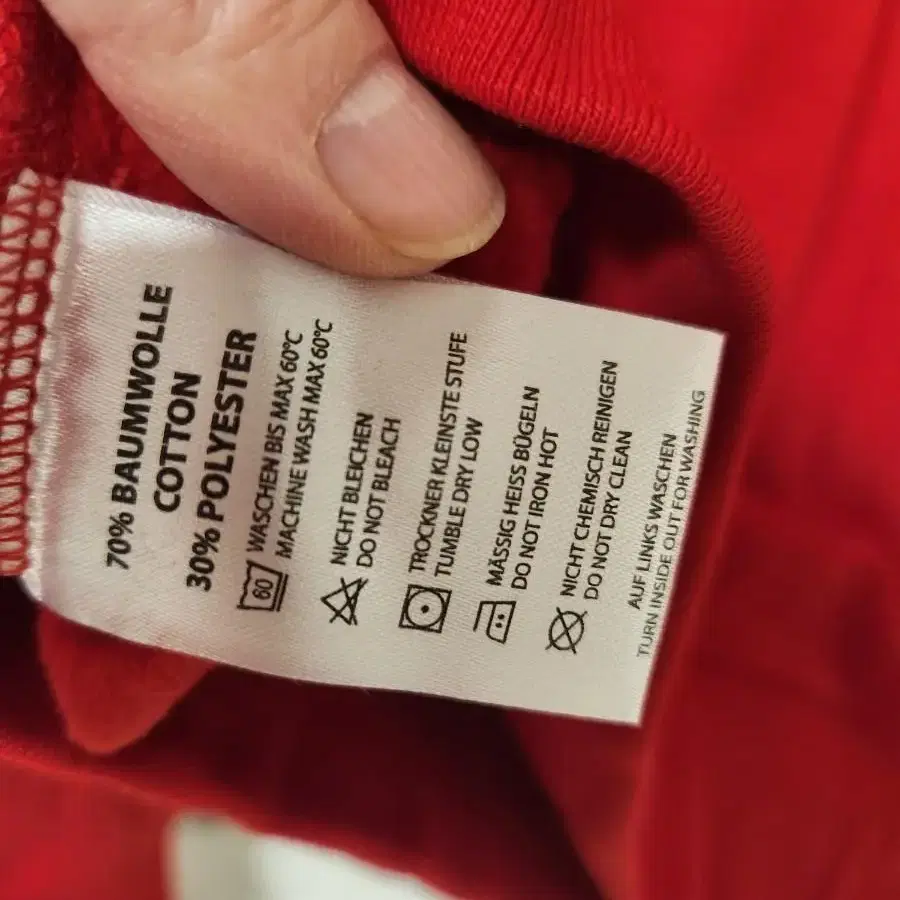 70% BAUMWOLLE
COTTON
30% POLYESTER
60
WASCHEN BIS MAX 60°C
MACHINE WASH MAX 60°C
NICHT BLEICHEN
DO NOT BLEACH
TROCKNER KLEINSTE STUFE
TUMBLE DRY LOW
MÄSSIG HEISS BÜGELN
DO NOT IRON HOT
NICHT CHEMISCH REINIGEN
DO NOT DRY CLEAN
AUF LINKS WASCHEN
TURN INSIDE OUT FOR WASHING